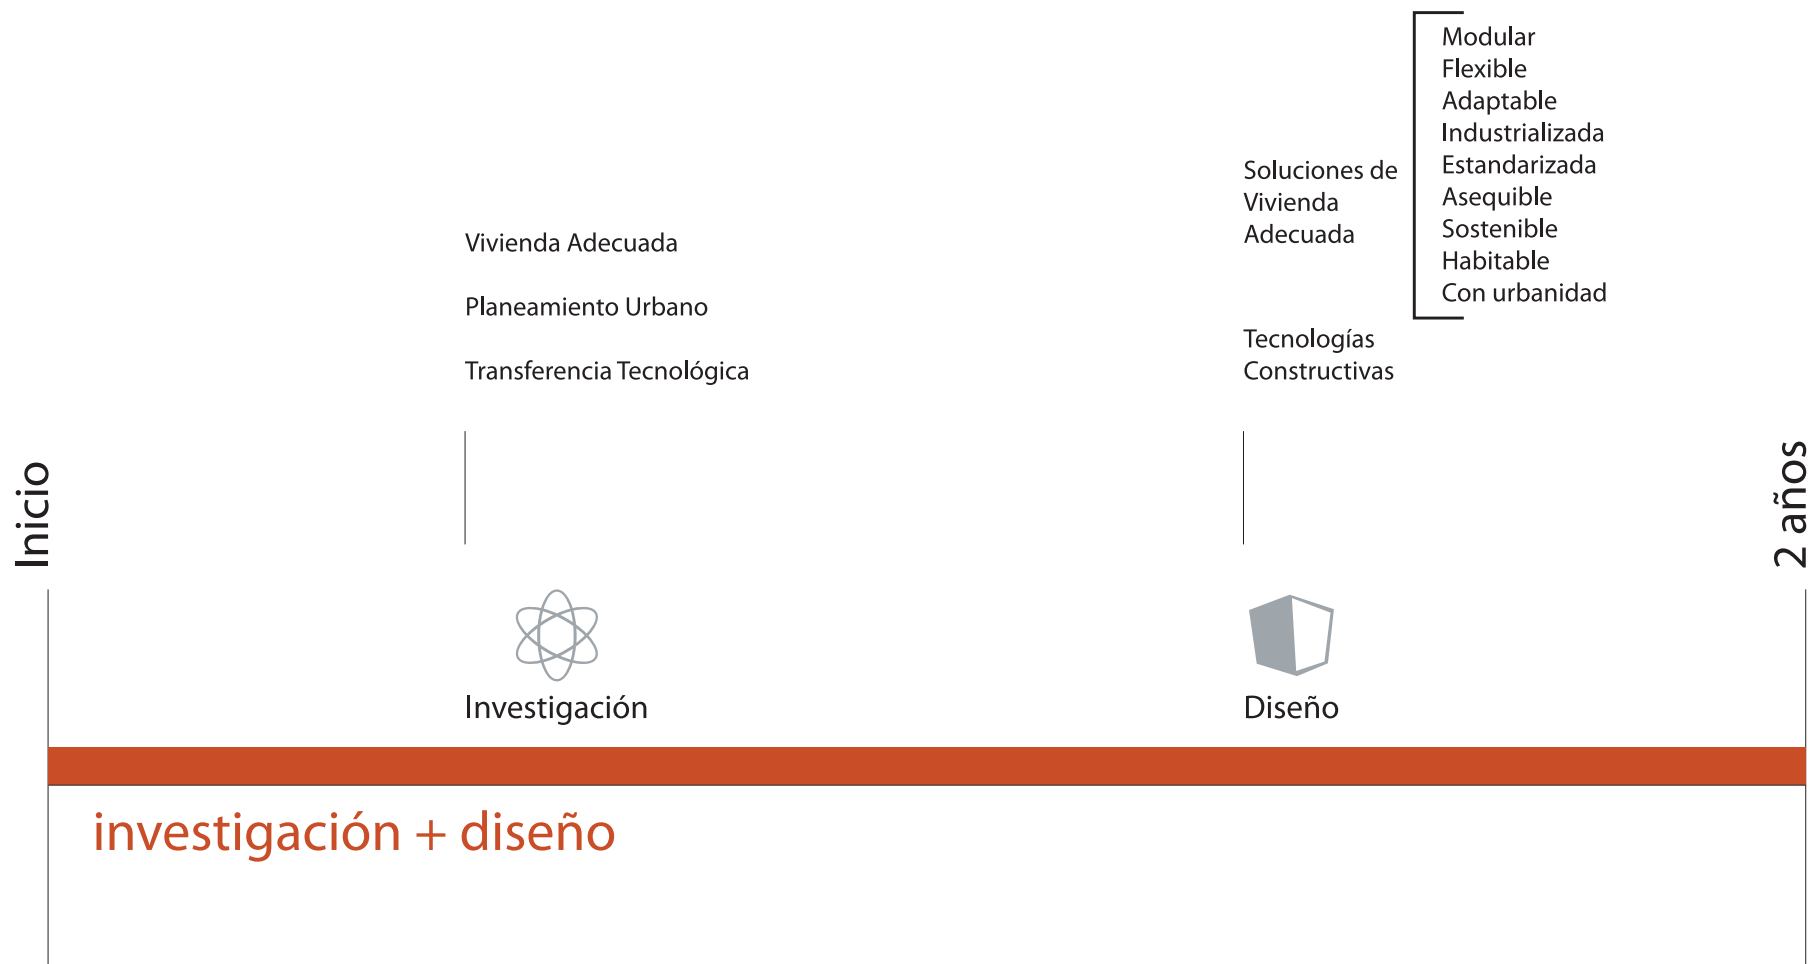 Modular
Flexible
Adaptable
Industrializada
Estandarizada
Asequible
Sostenible
Habitable
Con urbanidad
Soluciones de
Vivienda
Adecuada
Tecnologías
Constructivas
Vivienda Adecuada
Planeamiento Urbano
Transferencia Tecnológica
Inicio
2 años
Investigación
Diseño
investigación + diseño